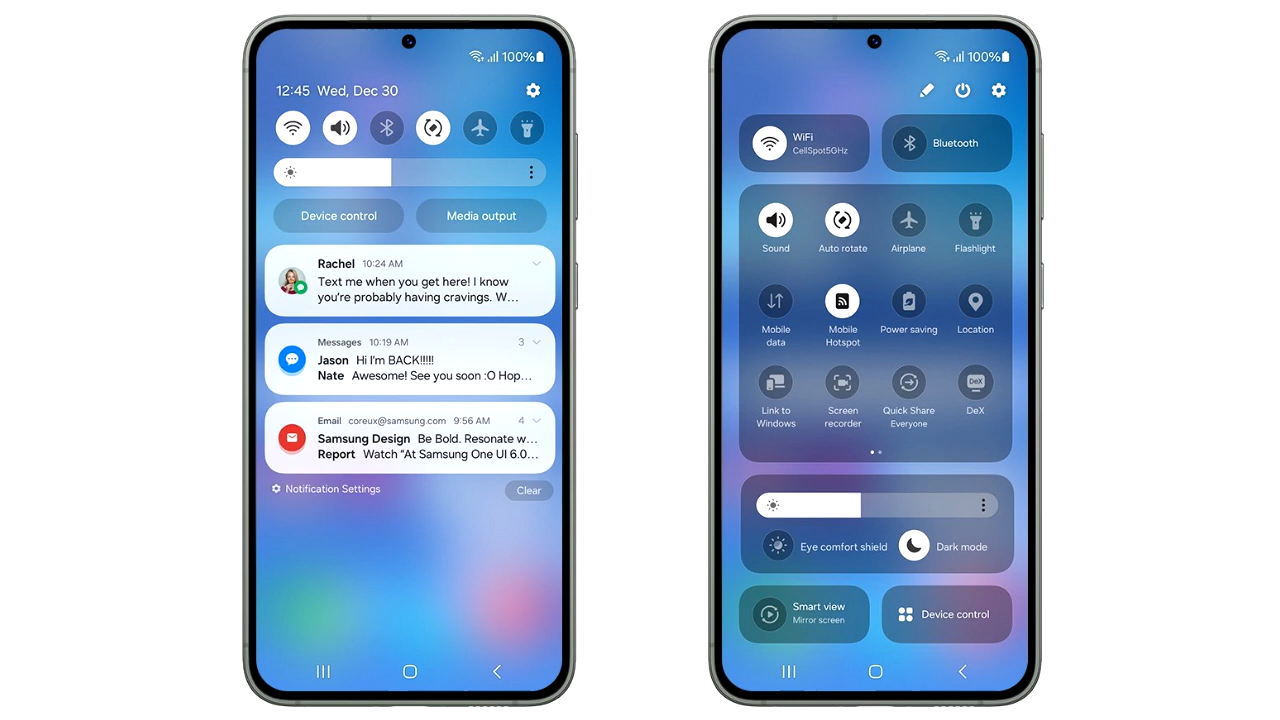 100%
12:45 Wed, Dec 30
Device control
Media output
Rachel 10:24 AM
Text me when you get here! I know
you're probably having cravings. W...
Messages 10:19 AM 3
Jason Hi I'm BACK!!!!!
Nate Awesome! See you soon :O Hop...
Email coreux@samsung.com 9:56 AM 4
Samsung Design Be Bold. Resonate w...
Report Watch "At Samsung One UI 6.0...
Notification Settings
Clear
100%
WiFi
CellSpot5GHz
Bluetooth
Sound
Auto rotate
Airplane
Flashlight
Mobile
data
Mobile
Hotspot
Power saving
Location
Link to
Windows
Screen
recorder
Quick Share
Everyone
DeX
DeX
Eye comfort shield
Dark mode
Smart view
Mirror screen
Device control